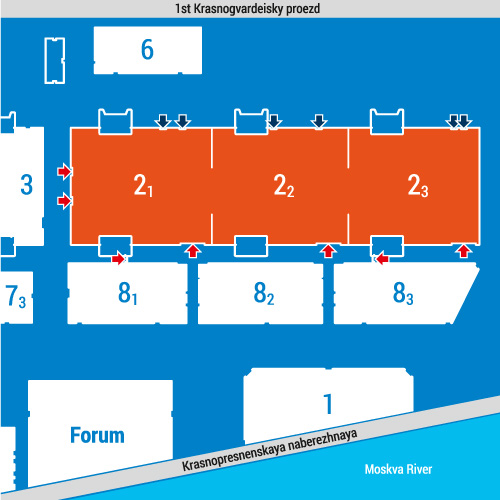 1st Krasnogvardeisky proezd
6
3
2₁
2₂
2₃
7₃
8₁
8₂
8₃
1
Forum
Krasnopresnenskaya naberezhnaya
Moskva River